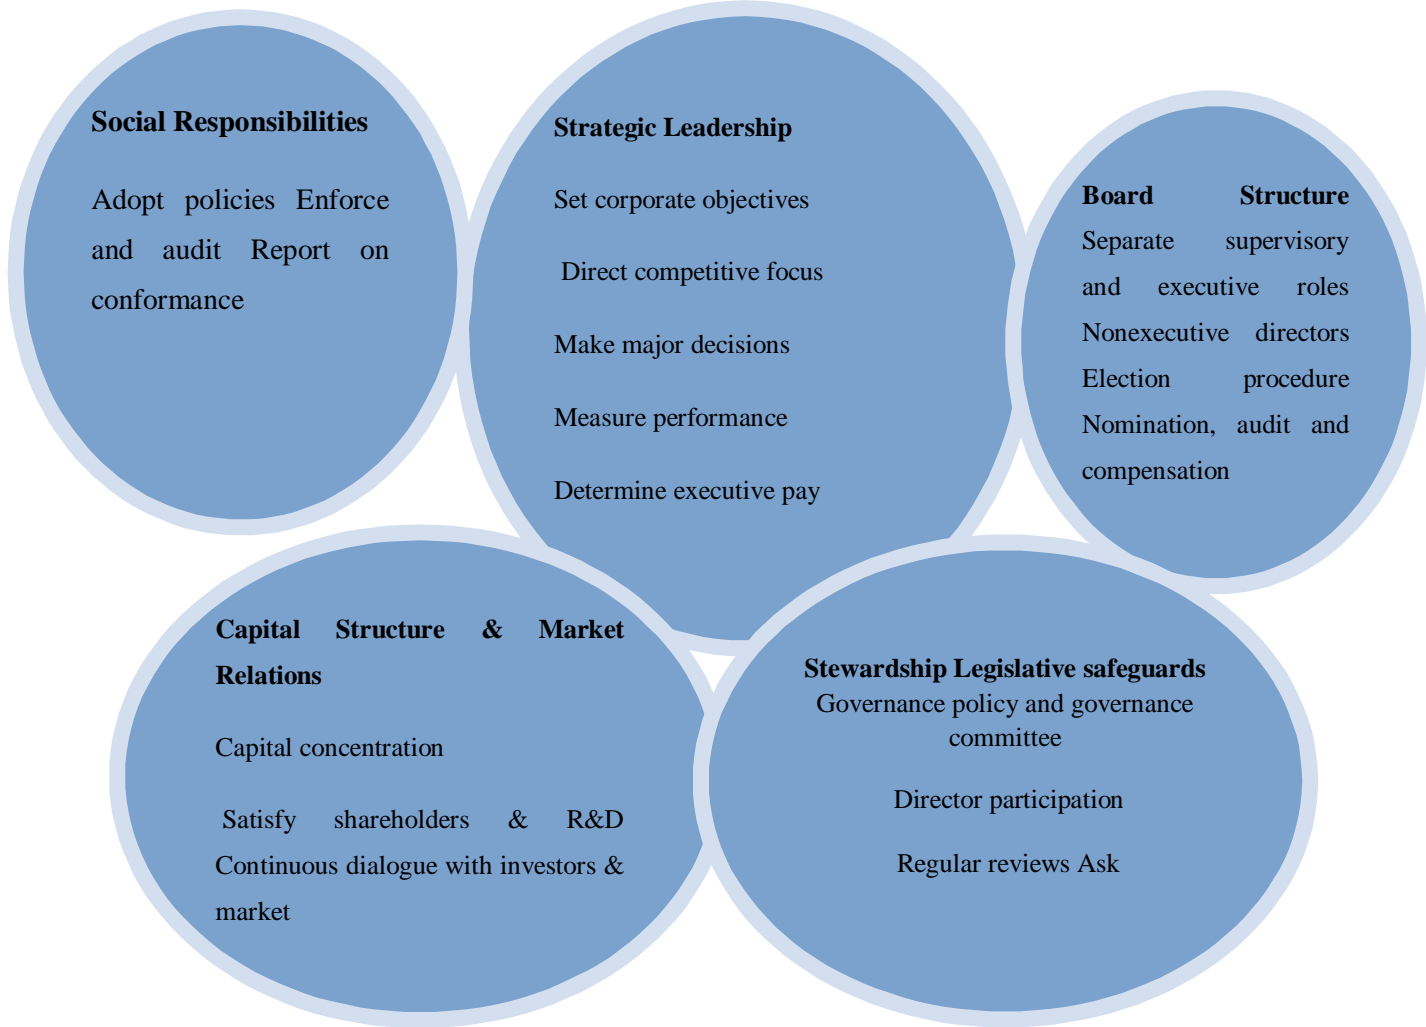 Social Responsibilities
Adopt policies Enforce
and audit Report on
conformance
Strategic Leadership
Set corporate objectives
Direct competitive focus
Make major decisions
Measure performance
Determine executive pay
Board Structure
Separate supervisory
and executive roles
Nonexecutive directors
Election procedure
Nomination, audit and
compensation
Capital Structure & Market
Relations
Capital concentration
Satisfy shareholders & R&D
Continuous dialogue with investors &
market
Stewardship Legislative safeguards
Governance policy and governance
committee
Director participation
Regular reviews Ask